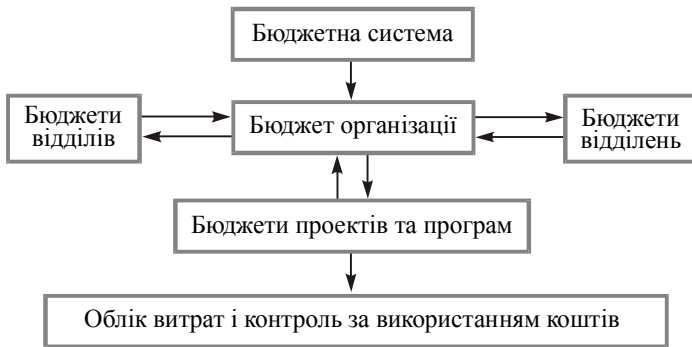 Бюджетна система
Бюджети
відділів
Бюджет організації
Бюджети
відділень
Бюджети проектів та програм
Облік витрат і контроль за використанням коштів